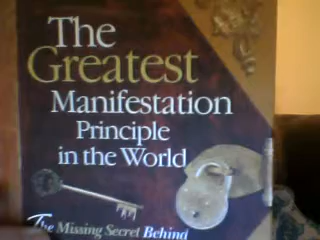 The
Greatest
Manifestation
Principle
in the World
The Missing Secret Behind